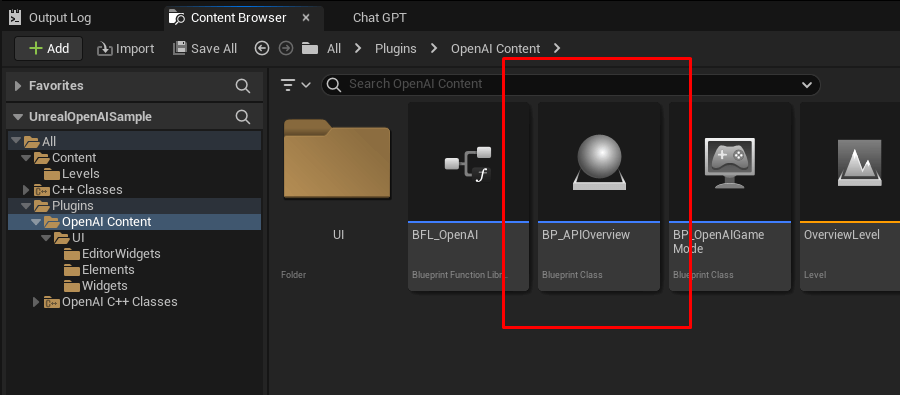 Output Log
Content Browser
Chat GPT
Add
Import
Save All
All
Plugins
OpenAI Content
Favorites
Search OpenAI Content
UnrealOpenAISample
All
Content
Levels
C++ Classes
Plugins
OpenAI Content
UI
EditorWidgets
Elements
Widgets
OpenAI C++ Classes
UI
Folder
BFL_OpenAI
Blueprint Function Libr...
BP_APIOverview
Blueprint Class
BP_OpenAIGame
Mode
Blueprint Class
OverviewLevel
Level